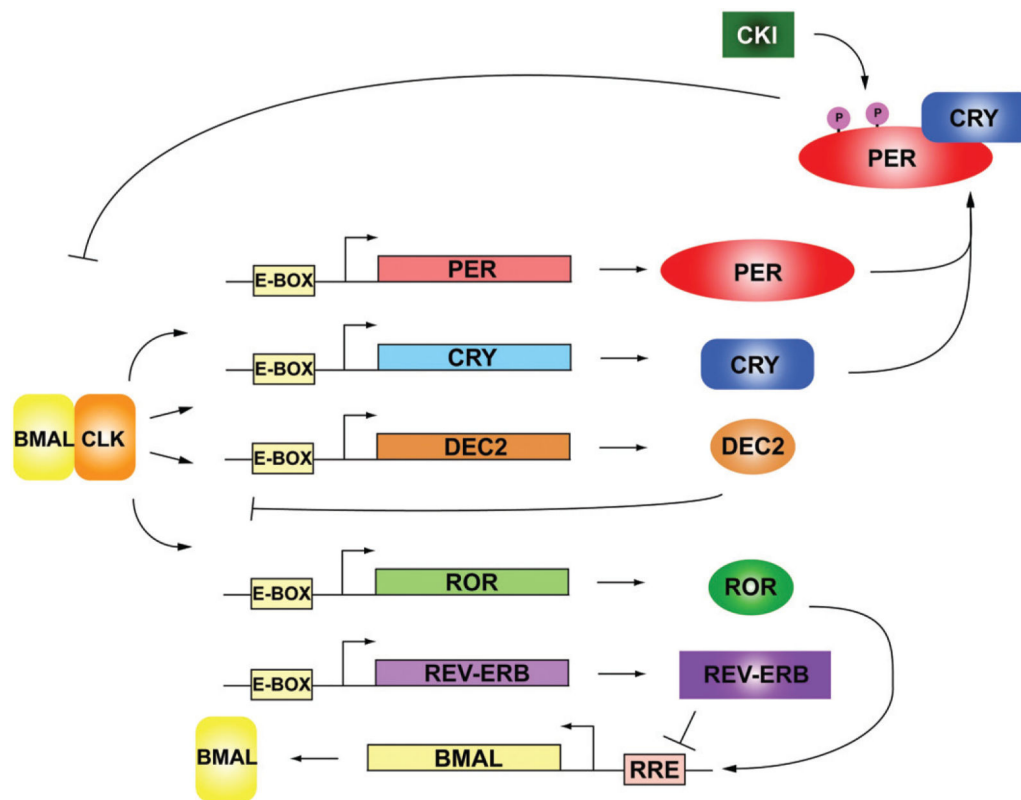 CKI
P
P
CRY
PER
E-BOX
PER
PER
E-BOX
CRY
CRY
BMAL
CLK
E-BOX
DEC2
DEC2
E-BOX
ROR
ROR
E-BOX
REV-ERB
REV-ERB
BMAL
BMAL
RRE